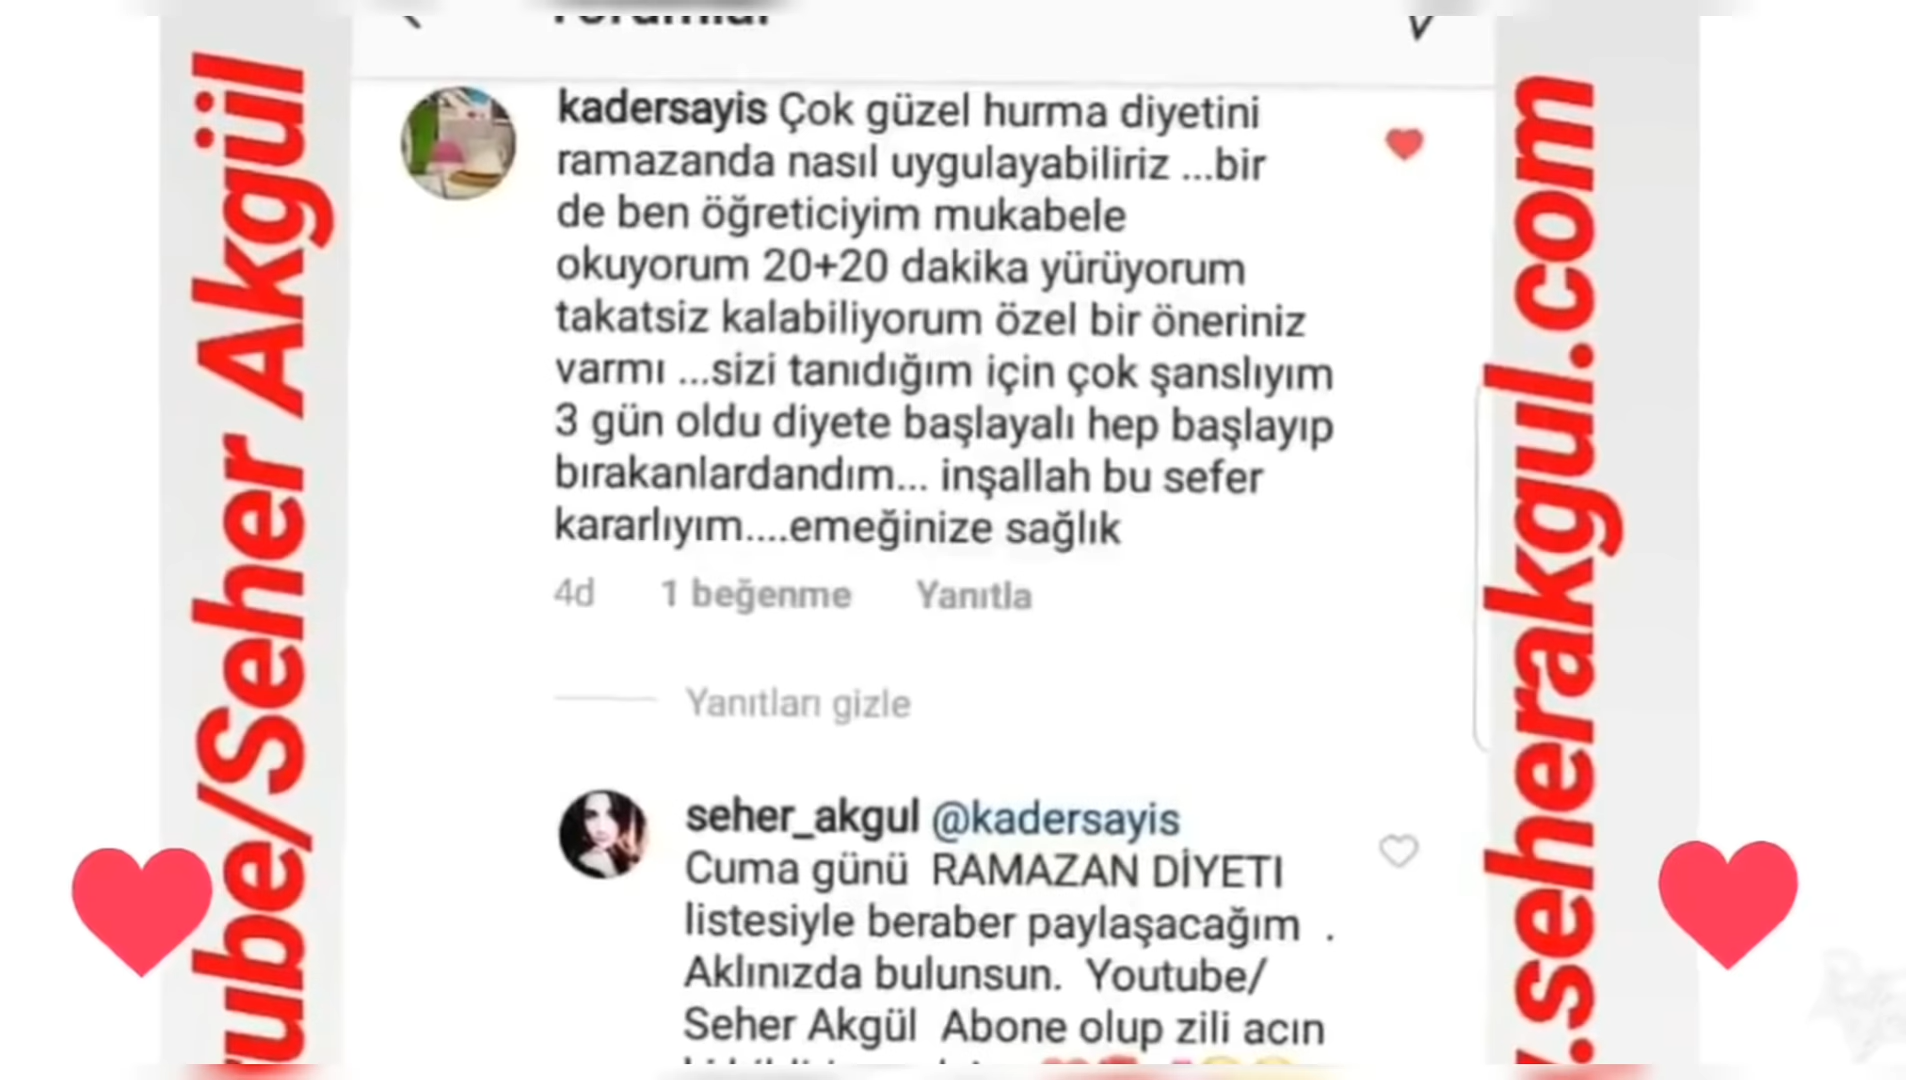 Yorumlar
kadersayis Çok güzel hurma diyetini
ramazanda nasıl uygulayabiliriz ...bir
de ben öğreticiyim mukabele
okuyorum 20+20 dakika yürüyorum
takatsiz kalabiliyorum özel bir öneriniz
varmı ...sizi tanıdığım için çok şanslıyım
3 gün oldu diyete başlayalı hep başlayıp
bırakanlardandım... inşallah bu sefer
kararlıyım....emeğinize sağlık
4d 1 beğenme Yanıtla
Yanıtları gizle
seher_akgul @kadersayis
Cuma günü RAMAZAN DİYETI
listesiyle beraber paylaşacağım .
Aklınızda bulunsun. Youtube/
Seher Akgül Abone olup zili acın
ube/Seher Akgül
.seherakgul.com